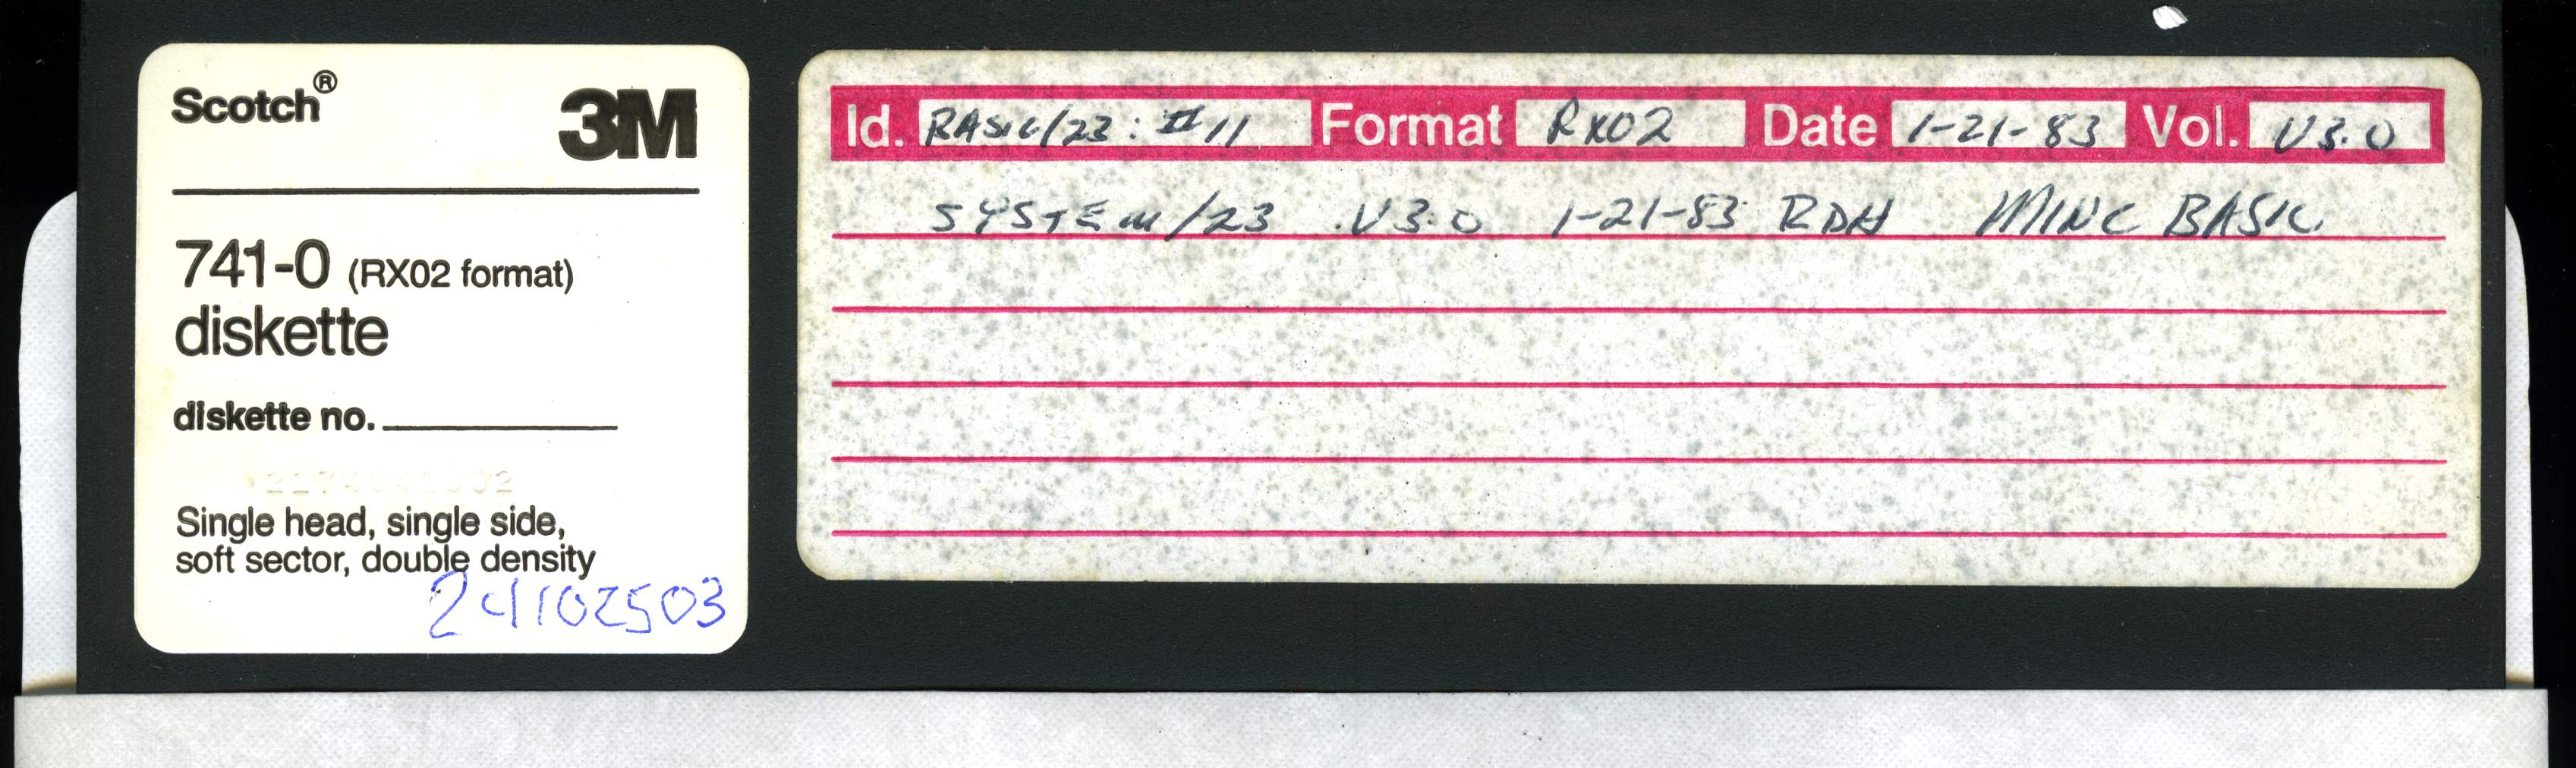 Scotch®
3M
741-0 (RX02 format)
diskette
diskette no.
Single head, single side,
soft sector, double density
24102503
Id. BASIC/23: #11 Format RX02 Date 1-21-83 Vol. V3.0
SYSTEM/23 .V3.0 1-21-83 RDH MINC BASIC